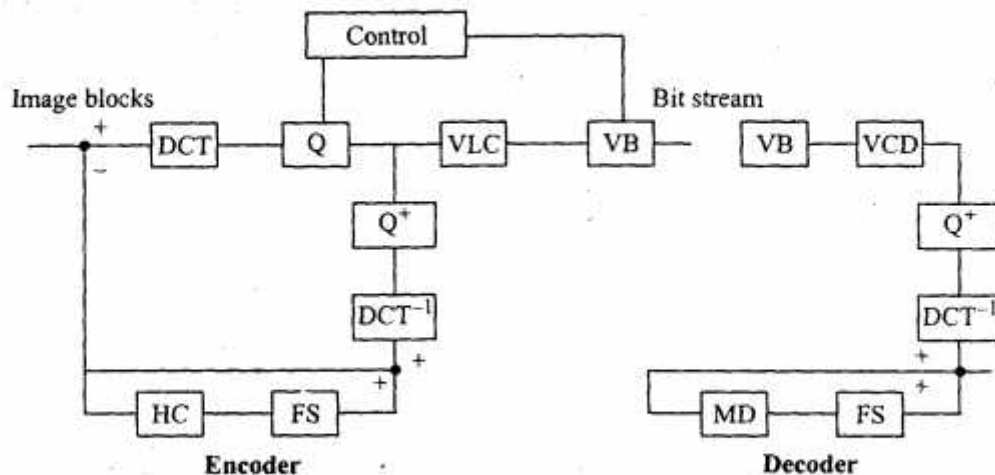 Control
Image blocks
Bit stream
+
DCT
Q
VLC
VB
VB
VCD
−
Q⁺
Q⁺
DCT⁻¹
DCT⁻¹
+
+
+
+
HC
FS
MD
FS
Encoder
Decoder